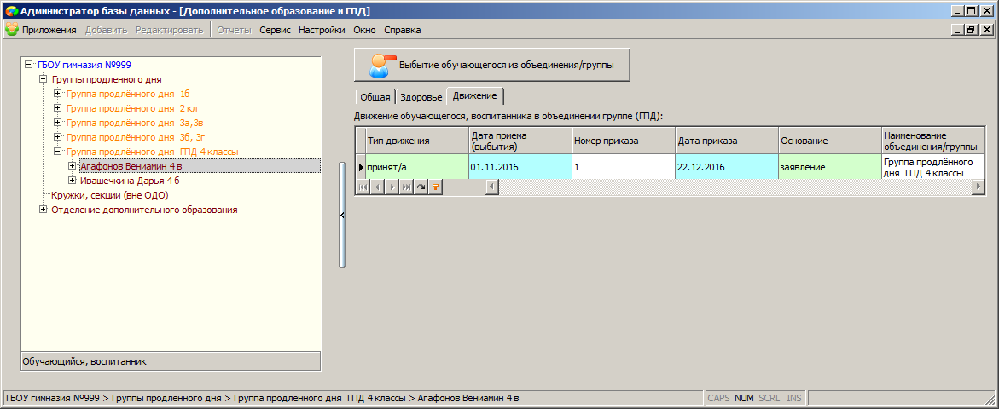 Администратор базы данных - [Дополнительное образование и ГПД]
Приложения Добавить Редактировать Отчеты Сервис Настройки Окно Справка
ГБОУ гимназия №999
Группы продленного дня
Группа продлённого дня 1б
Группа продлённого дня 2 кл
Группа продлённого дня 3а,3в
Группа продлённого дня 3б, 3г
Группа продлённого дня ГПД 4 классы
Агафонов Вениамин 4 в
Ивашечкина Дарья 4 б
Кружки, секции (вне ОДО)
Отделение дополнительного образования
Обучающийся, воспитанник
Выбытие обучающегося из объединения/группы
Общая Здоровье Движение
Движение обучающегося, воспитанника в объединении группе (ГПД):
Тип движения
Дата приема
(выбытия)
Номер приказа
Дата приказа
Основание
Наименование
объединения/группы
принят/а
01.11.2016
1
22.12.2016
заявление
Группа продлённого
дня ГПД 4 классы
ГБОУ гимназия №999 > Группы продленного дня > Группа продлённого дня ГПД 4 классы > Агафонов Вениамин 4 в
CAPS NUM SCRL INS